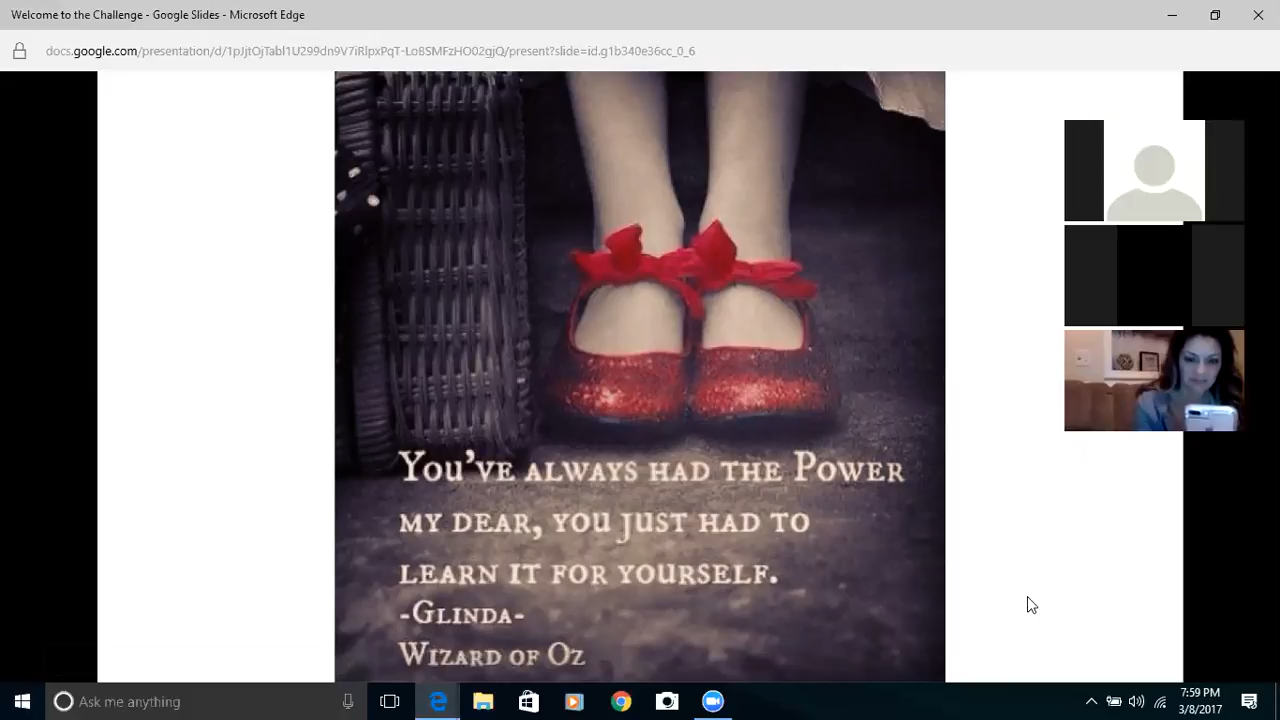 Welcome to the Challenge - Google Slides - Microsoft Edge
docs.google.com/presentation/d/1pJjtOjTabl1U299dn9V7iRlpxPqT-Lo8SMFzHO02gjQ/present?slide=id.g1b340e36cc_0_6
You've always had the Power
my dear, you just had to
learn it for yourself.
-Glinda-
Wizard of Oz
Ask me anything
7:59 PM
3/8/2017